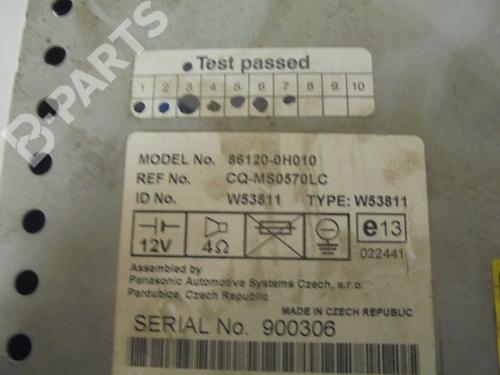 B-PARTS
Test passed
1 2 3 4 5 6 7 8 9 10
MODEL No. 86120-0H010
REF No. CQ-MS0570LC
ID No. W53811 TYPE: W53811
12V 4Ω e13
022441
Assembled by
Panasonic Automotive Systems Czech, s.r.o.
Pardubice, Czech Republic
MADE IN CZECH REPUBLIC
SERIAL No. 900306